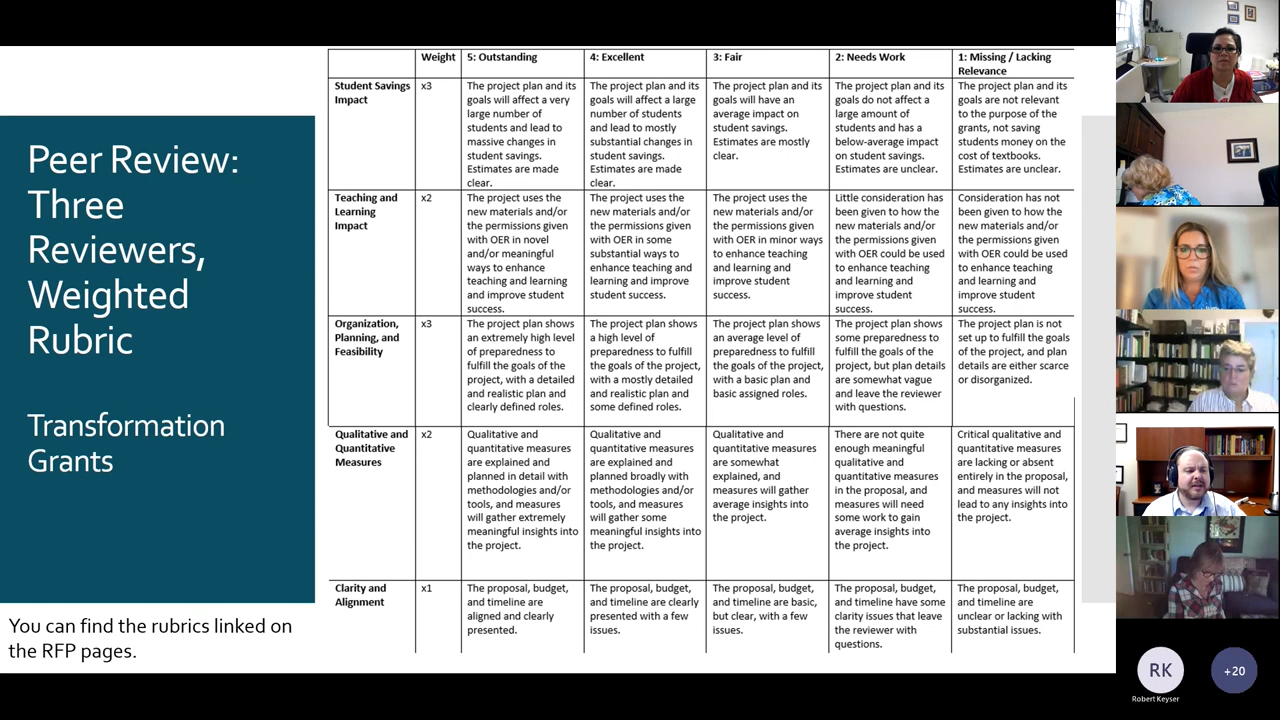 Peer Review:
Three
Reviewers,
Weighted
Rubric
Transformation
Grants
You can find the rubrics linked on
the RFP pages.
Weight
5: Outstanding
4: Excellent
3: Fair
2: Needs Work
1: Missing / Lacking
Relevance
Student Savings
Impact
x3
The project plan and its
goals will affect a very
large number of
students and lead to
massive changes in
student savings.
Estimates are made
clear.
The project plan and its
goals will affect a large
number of students
and lead to mostly
substantial changes in
student savings.
Estimates are made
clear.
The project plan and its
goals will have an
average impact on
student savings.
Estimates are mostly
clear.
The project plan and its
goals do not affect a
large amount of
students and has a
below-average impact
on student savings.
Estimates are unclear.
The project plan and its
goals are not relevant
to the purpose of the
grants, not saving
students money on the
cost of textbooks.
Estimates are unclear.
Teaching and
Learning
Impact
x2
The project uses the
new materials and/or
the permissions given
with OER in novel
and/or meaningful
ways to enhance
teaching and learning
and improve student
success.
The project uses the
new materials and/or
the permissions given
with OER in some
substantial ways to
enhance teaching and
learning and improve
student success.
The project uses the
new materials and/or
the permissions given
with OER in minor ways
to enhance teaching
and learning and
improve student
success.
Little consideration has
been given to how the
new materials and/or
the permissions given
with OER could be used
to enhance teaching
and learning and
improve student
success.
Consideration has not
been given to how the
new materials and/or
the permissions given
with OER could be used
to enhance teaching
and learning and
improve student
success.
Organization,
Planning, and
Feasibility
x3
The project plan shows
an extremely high level
of preparedness to
fulfill the goals of the
project, with a detailed
and realistic plan and
clearly defined roles.
The project plan shows
a high level of
preparedness to fulfill
the goals of the project,
with a mostly detailed
and realistic plan and
some defined roles.
The project plan shows
an average level of
preparedness to fulfill
the goals of the project,
with a basic plan and
basic assigned roles.
The project plan shows
some preparedness to
fulfill the goals of the
project, but plan details
are somewhat vague
and leave the reviewer
with questions.
The project plan is not
set up to fulfill the goals
of the project, and plan
details are either scarce
or disorganized.
Qualitative and
Quantitative
Measures
x2
Qualitative and
quantitative measures
are explained and
planned in detail with
methodologies and/or
tools, and measures
will gather extremely
meaningful insights into
the project.
Qualitative and
quantitative measures
are explained and
planned broadly with
methodologies and/or
tools, and measures
will gather some
meaningful insights into
the project.
Qualitative and
quantitative measures
are somewhat
explained, and
measures will gather
average insights into
the project.
There are not quite
enough meaningful
qualitative and
quantitative measures
in the proposal, and
measures will need
some work to gain
average insights into
the project.
Critical qualitative and
quantitative measures
are lacking or absent
entirely in the proposal,
and measures will not
lead to any insights into
the project.
Clarity and
Alignment
x1
The proposal, budget,
and timeline are
aligned and clearly
presented.
The proposal, budget,
and timeline are clearly
presented with a few
issues.
The proposal, budget,
and timeline are basic,
but clear, with a few
issues.
The proposal, budget,
and timeline have some
clarity issues that leave
the reviewer with
questions.
The proposal, budget,
and timeline are
unclear or lacking with
substantial issues.
RK
Robert Keyser
+20